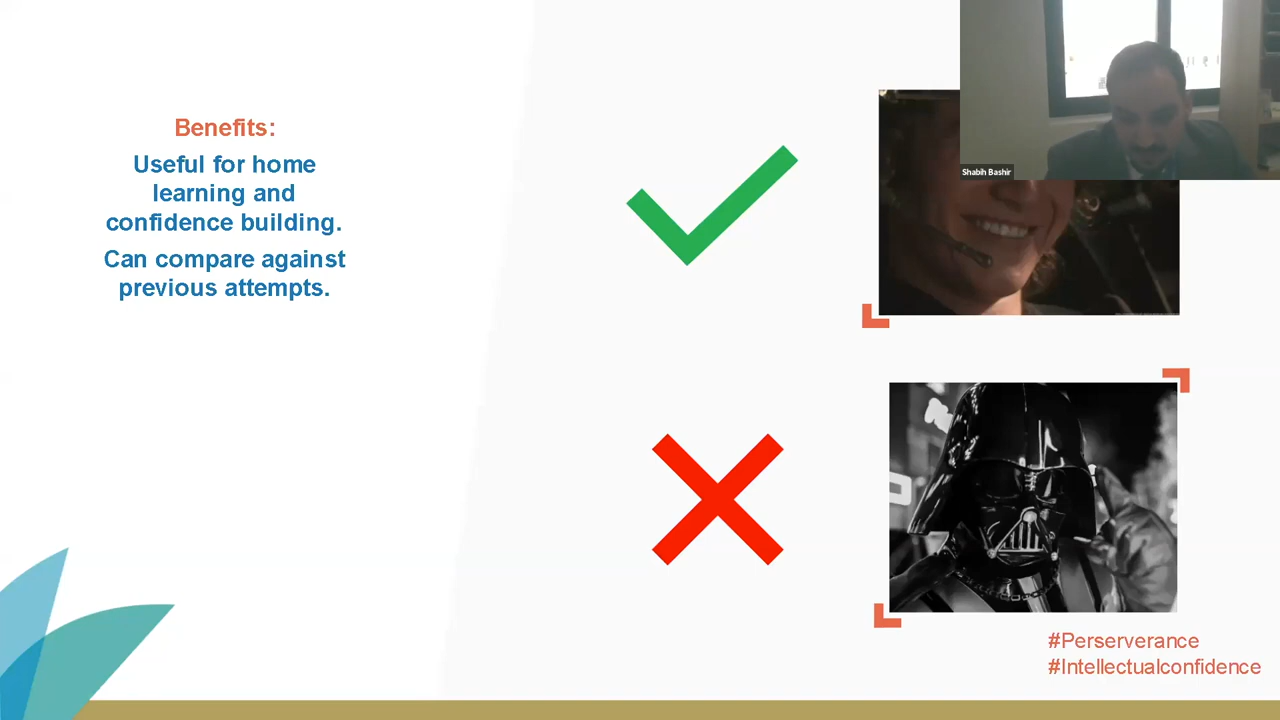 Benefits:
Useful for home
learning and
confidence building.
Can compare against
previous attempts.
Shabih Bashir
#Perserverance
#Intellectualconfidence